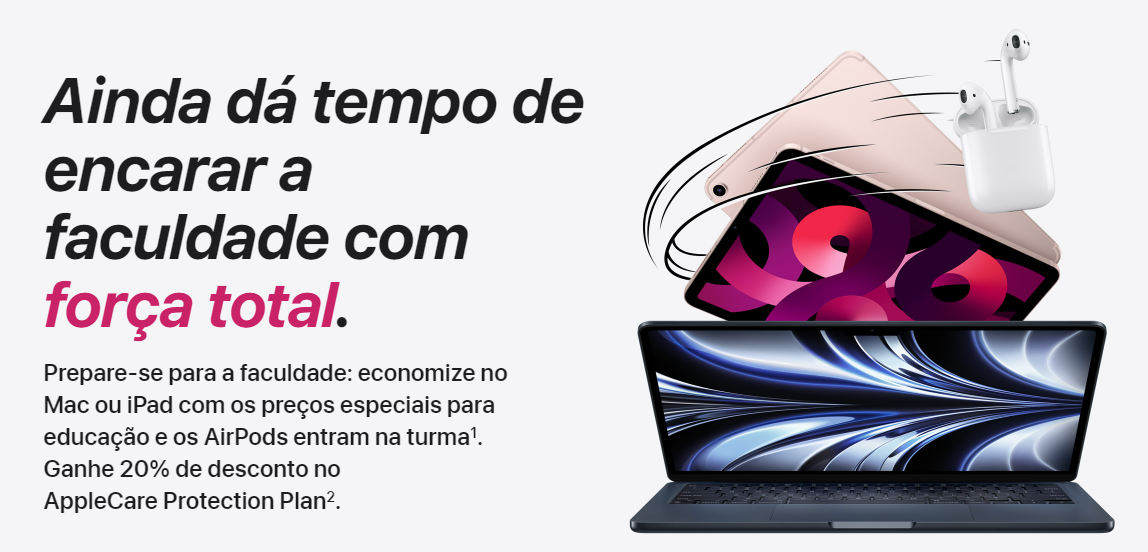 Ainda dá tempo de
encarar a
faculdade com
força total.
Prepare-se para a faculdade: economize no
Mac ou iPad com os preços especiais para
educação e os AirPods entram na turma¹.
Ganhe 20% de desconto no
AppleCare Protection Plan².